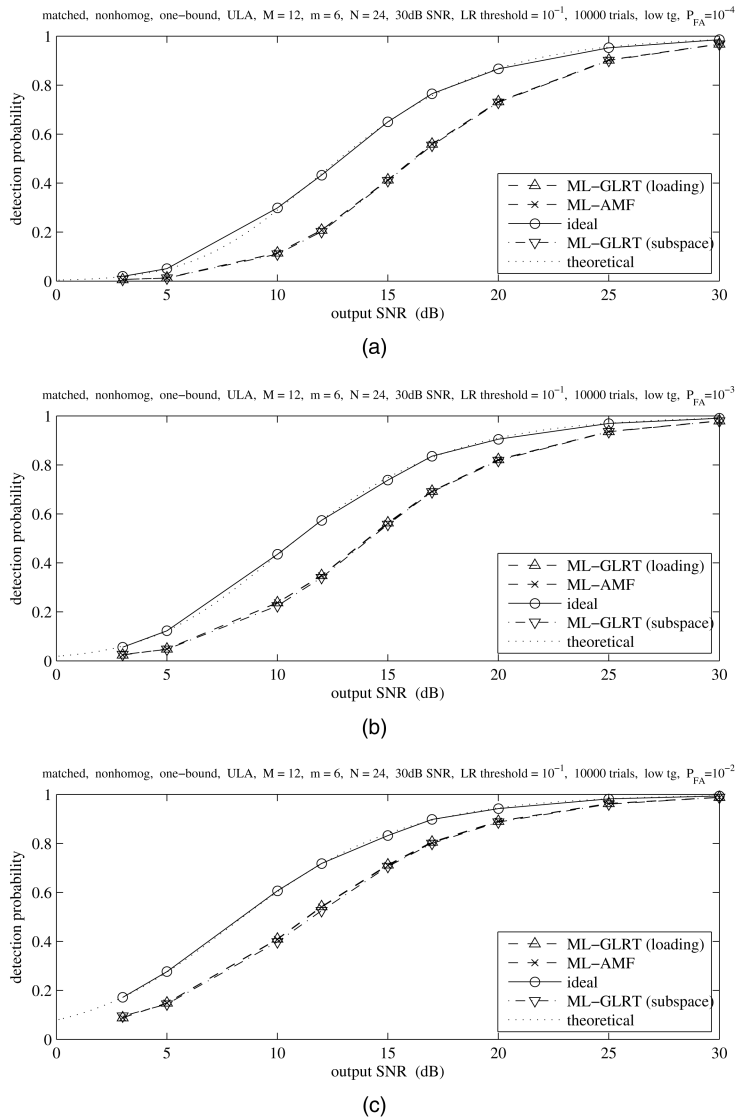 matched, nonhomog, one−bound, ULA, M = 12, m = 6, N = 24, 30dB SNR, LR threshold = 10−1, 10000 trials, low tg, PFA=10−4
1
0.8
0.6
0.4
0.2
0
detection probability
ML−GLRT (loading)
ML−AMF
ideal
ML−GLRT (subspace)
theoretical
0 5 10 15 20 25 30
output SNR (dB)
(a)
matched, nonhomog, one−bound, ULA, M = 12, m = 6, N = 24, 30dB SNR, LR threshold = 10−1, 10000 trials, low tg, PFA=10−3
1
0.8
0.6
0.4
0.2
0
detection probability
ML−GLRT (loading)
ML−AMF
ideal
ML−GLRT (subspace)
theoretical
0 5 10 15 20 25 30
output SNR (dB)
(b)
matched, nonhomog, one−bound, ULA, M = 12, m = 6, N = 24, 30dB SNR, LR threshold = 10−1, 10000 trials, low tg, PFA=10−2
1
0.8
0.6
0.4
0.2
0
detection probability
ML−GLRT (loading)
ML−AMF
ideal
ML−GLRT (subspace)
theoretical
0 5 10 15 20 25 30
output SNR (dB)
(c)